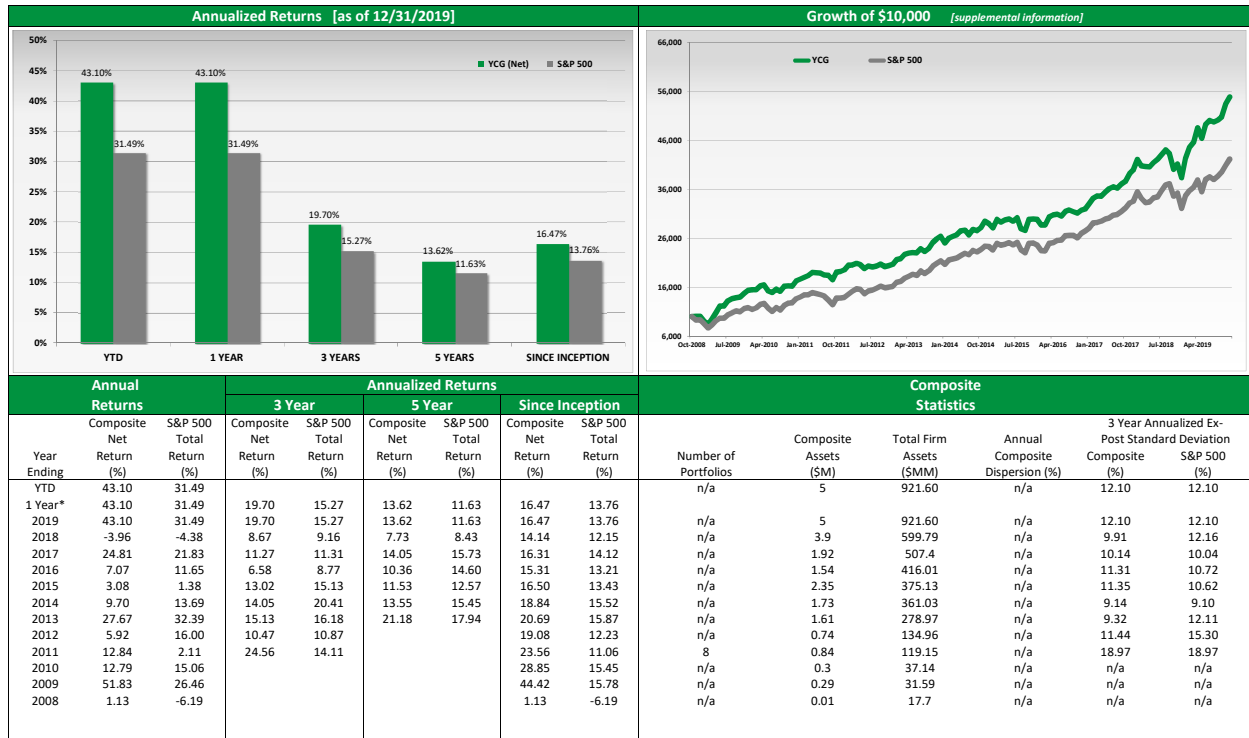 Annualized Returns [as of 12/31/2019]
50%
45%
40%
35%
30%
25%
20%
15%
10%
5%
0%
YCG (Net) S&P 500
43.10% 31.49%
43.10% 31.49%
19.70% 15.27%
13.62% 11.63%
16.47% 13.76%
YTD 1 YEAR 3 YEARS 5 YEARS SINCE INCEPTION
Growth of $10,000 [supplemental information]
66,000
56,000
46,000
36,000
26,000
16,000
6,000
YCG S&P 500
Oct-2008 Jul-2009 Apr-2010 Jan-2011 Oct-2011 Jul-2012 Apr-2013 Jan-2014 Oct-2014 Jul-2015 Apr-2016 Jan-2017 Oct-2017 Jul-2018 Apr-2019
Annual Annualized Returns Composite
Returns 3 Year 5 Year Since Inception Statistics
Composite S&P 500 Composite S&P 500 Composite S&P 500 Composite S&P 500 3 Year Annualized Ex-
Net Total Net Total Net Total Net Total Composite Total Firm Annual Post Standard Deviation
Year Return Return Return Return Return Return Return Return Number of Assets Assets Composite Composite S&P 500
Ending (%) (%) (%) (%) (%) (%) (%) (%) Portfolios ($M) ($MM) Dispersion (%) (%) (%)
YTD 43.10 31.49 n/a 5 921.60 n/a 12.10 12.10
1 Year* 43.10 31.49 19.70 15.27 13.62 11.63 16.47 13.76
2019 43.10 31.49 19.70 15.27 13.62 11.63 16.47 13.76 n/a 5 921.60 n/a 12.10 12.10
2018 -3.96 -4.38 8.67 9.16 7.73 8.43 14.14 12.15 n/a 3.9 599.79 n/a 9.91 12.16
2017 24.81 21.83 11.27 11.31 14.05 15.73 16.31 14.12 n/a 1.92 507.4 n/a 10.14 10.04
2016 7.07 11.65 6.58 8.77 10.36 14.60 15.31 13.21 n/a 1.54 416.01 n/a 11.31 10.72
2015 3.08 1.38 13.02 15.13 11.53 12.57 16.50 13.43 n/a 2.35 375.13 n/a 11.35 10.62
2014 9.70 13.69 14.05 20.41 13.55 15.45 18.84 15.52 n/a 1.73 361.03 n/a 9.14 9.10
2013 27.67 32.39 15.13 16.18 21.18 17.94 20.69 15.87 n/a 1.61 278.97 n/a 9.32 12.11
2012 5.92 16.00 10.47 10.87 19.08 12.23 n/a 0.74 134.96 n/a 11.44 15.30
2011 12.84 2.11 24.56 14.11 23.56 11.06 8 0.84 119.15 n/a 18.97 18.97
2010 12.79 15.06 28.85 15.45 n/a 0.3 37.14 n/a n/a n/a
2009 51.83 26.46 44.42 15.78 n/a 0.29 31.59 n/a n/a n/a
2008 1.13 -6.19 1.13 -6.19 n/a 0.01 17.7 n/a n/a n/a